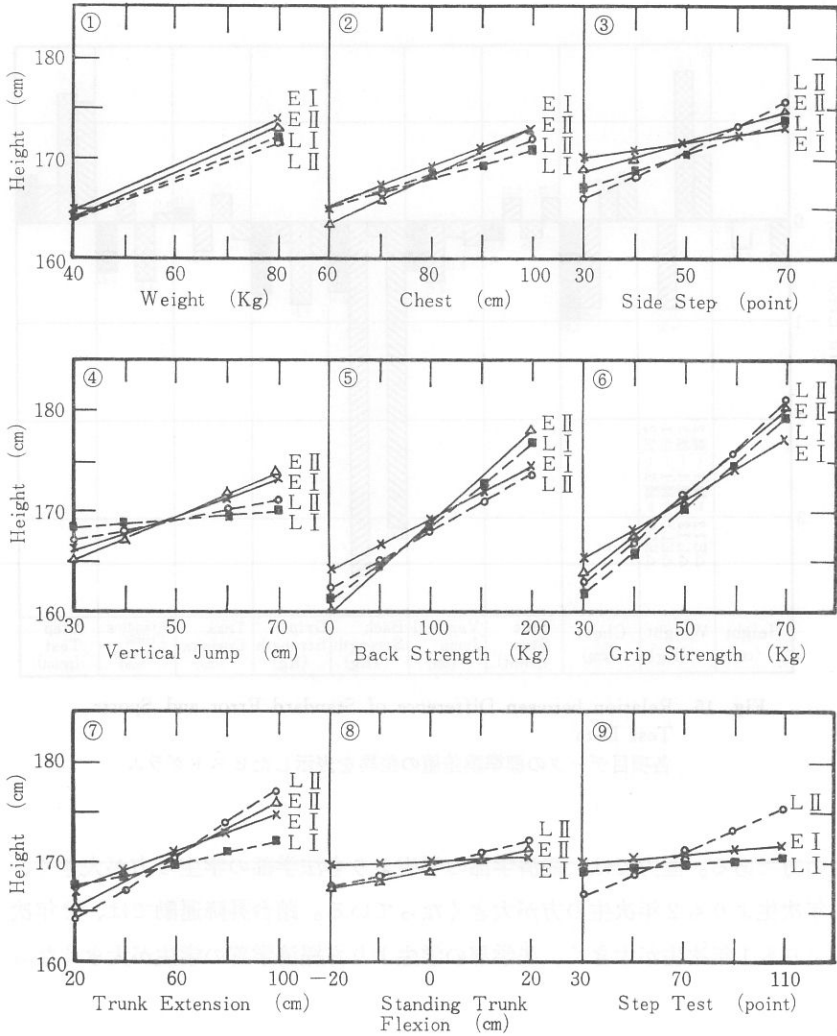 ① ② ③
Height (cm)
180
170
160
E I
E II
L I
L II
E I
E II
L II
L I
L II
E II
L I
E I
40 60 80 60 80 100 30 50 70
Weight (Kg) Chest (cm) Side Step (point)
④ ⑤ ⑥
Height (cm)
180
170
160
E II
E I
L II
L I
E II
L I
E I
L II
L II
E II
L I
E I
30 50 70 0 100 200 30 50 70
Vertical Jump (cm) Back Strength (Kg) Grip Strength (Kg)
⑦ ⑧ ⑨
Height (cm)
180
170
160
L II
E II
E I
L I
L II
E II
E I
L II
E I
L I
20 60 100 −20 0 20 30 70 110
Trunk Extension (cm) Standing Trunk Step Test (point)
Flexion (cm)